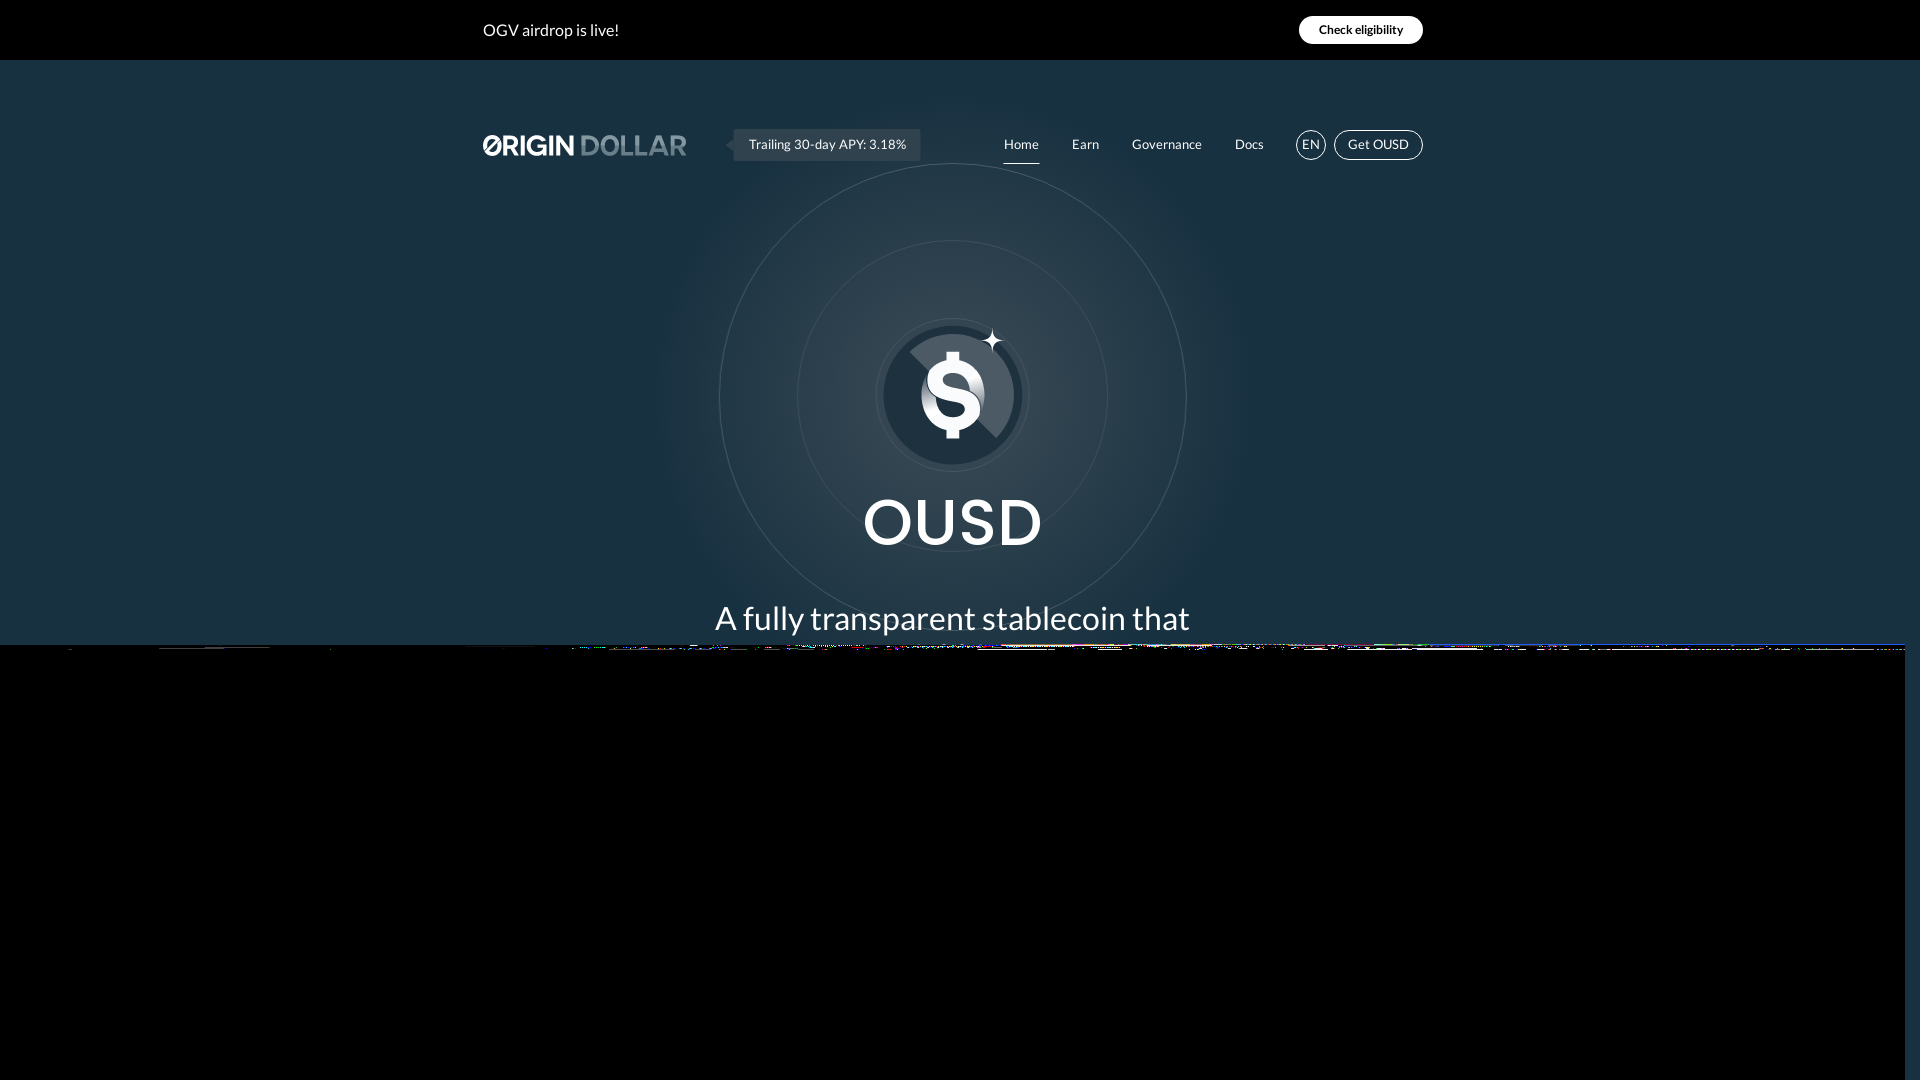 OGV airdrop is live!
Check eligibility
ORIGIN DOLLAR
Trailing 30-day APY: 3.18%
Home
Earn
Governance
Docs
EN
Get OUSD
OUSD
A fully transparent stablecoin that